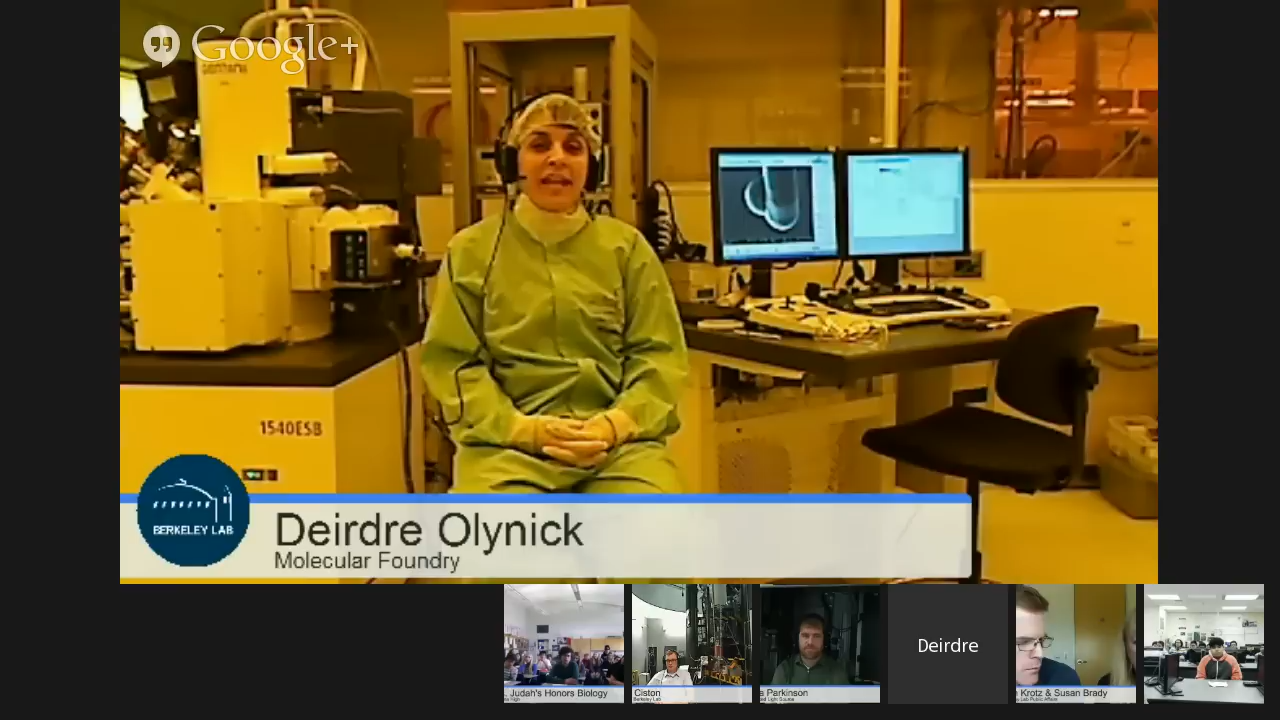 Google+
1540ESB
BERKELEY LAB
Deirdre Olynick
Molecular Foundry
Deirdre
Judah's Honors Biology
Ciston
Berkeley Lab
Parkinson
Krotz & Susan Brady